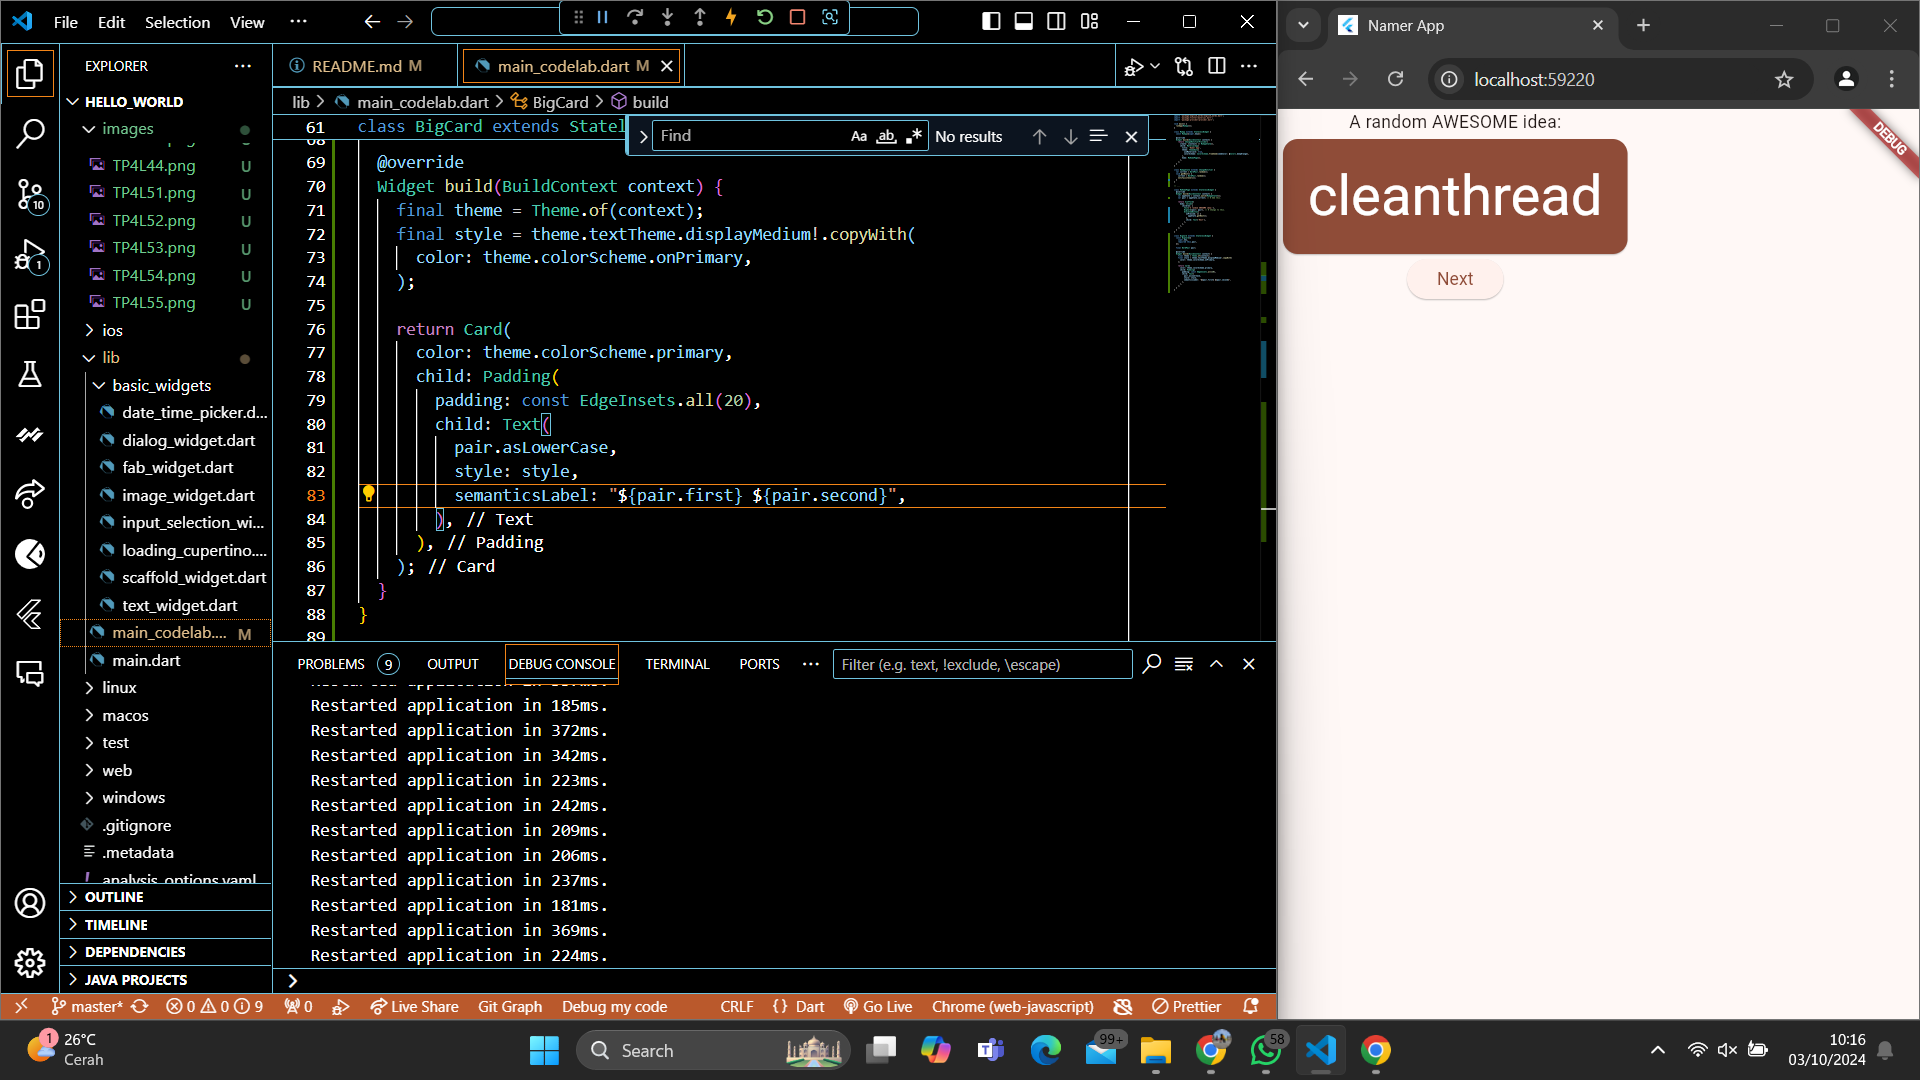 File Edit Selection View ···
EXPLORER ···
HELLO_WORLD
images
TP4L44.png U
TP4L51.png U
TP4L52.png U
TP4L53.png U
TP4L54.png U
TP4L55.png U
ios
lib
basic_widgets
date_time_picker.d...
dialog_widget.dart
fab_widget.dart
image_widget.dart
input_selection_wi...
loading_cupertino....
scaffold_widget.dart
text_widget.dart
main_codelab.... M
main.dart
linux
macos
test
web
windows
.gitignore
.metadata
analysis_options.yaml
OUTLINE
TIMELINE
DEPENDENCIES
JAVA PROJECTS
10
1
README.md M
main_codelab.dart M
lib > main_codelab.dart > BigCard > build
61 class BigCard extends Statel
Find Aa ab .* No results
68
69 @override
70 Widget build(BuildContext context) {
71 final theme = Theme.of(context);
72 final style = theme.textTheme.displayMedium!.copyWith(
73 color: theme.colorScheme.onPrimary,
74 );
75
76 return Card(
77 color: theme.colorScheme.primary,
78 child: Padding(
79 padding: const EdgeInsets.all(20),
80 child: Text(
81 pair.asLowerCase,
82 style: style,
83 semanticsLabel: "${pair.first} ${pair.second}",
84 ), // Text
85 ), // Padding
86 ); // Card
87 }
88 }
89
PROBLEMS 9 OUTPUT DEBUG CONSOLE TERMINAL PORTS ··· Filter (e.g. text, !exclude, \escape)
Restarted application in 185ms.
Restarted application in 372ms.
Restarted application in 342ms.
Restarted application in 223ms.
Restarted application in 242ms.
Restarted application in 209ms.
Restarted application in 206ms.
Restarted application in 237ms.
Restarted application in 181ms.
Restarted application in 369ms.
Restarted application in 224ms.
master* 0 0 9 0 Live Share Git Graph Debug my code CRLF {} Dart Go Live Chrome (web-javascript) Prettier
Namer App
localhost:59220
A random AWESOME idea:
DEBUG
cleanthread
Next
1
26°C
Cerah
Search
99+
58
10:16
03/10/2024